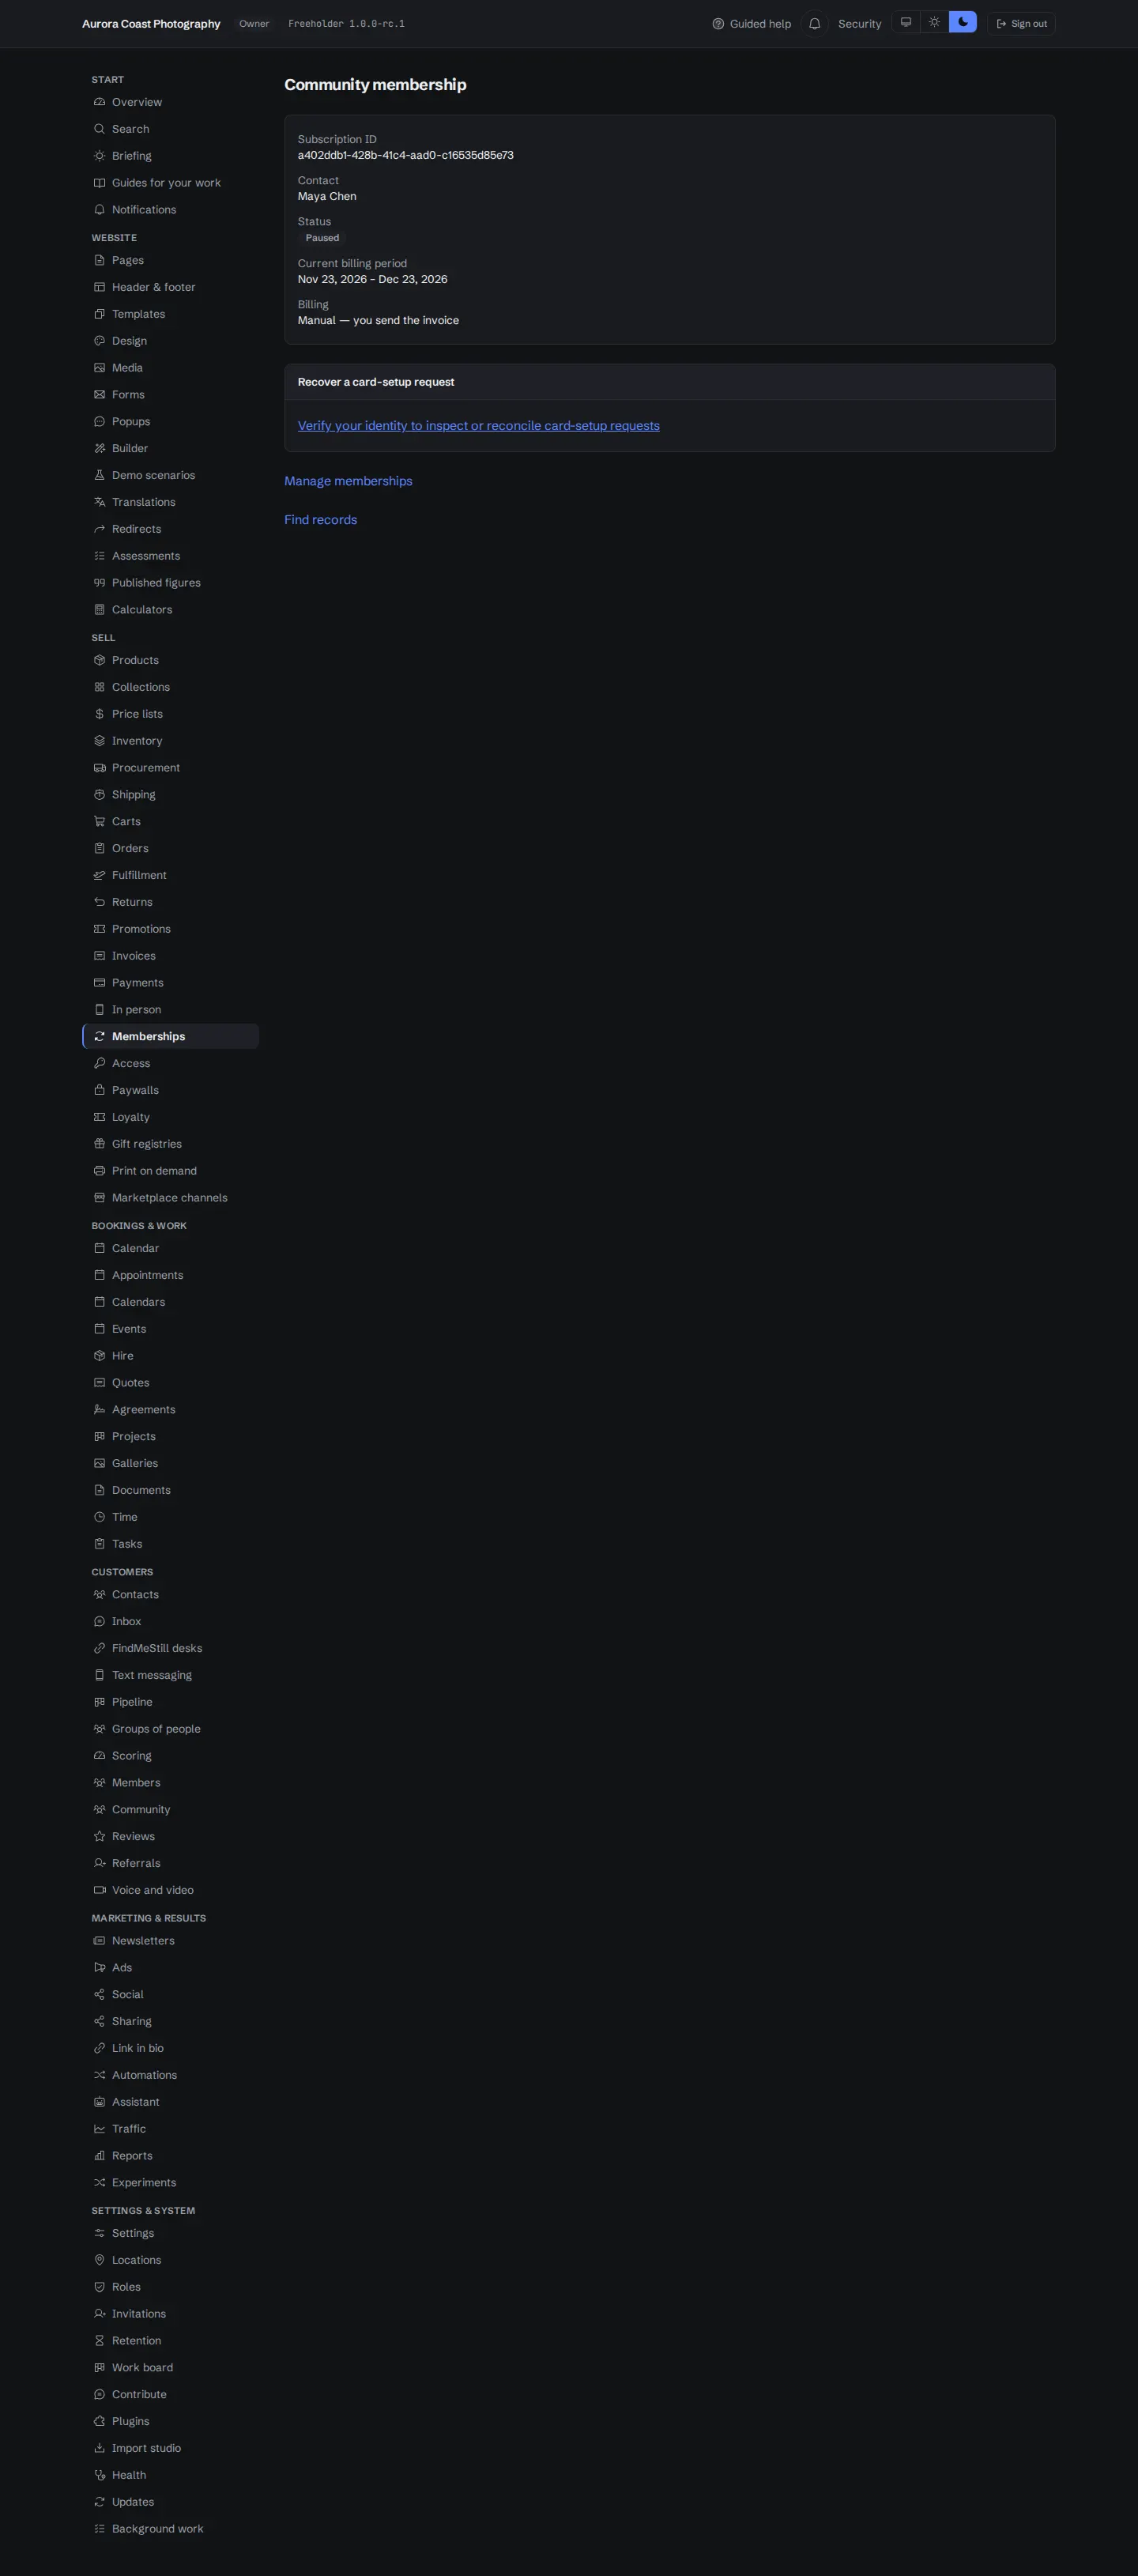 Aurora Coast Photography Owner Freeholder 1.0.0-rc.1 Guided help Security Sign out
START
Overview
Search
Briefing
Guides for your work
Notifications
WEBSITE
Pages
Header & footer
Templates
Design
Media
Forms
Popups
Builder
Demo scenarios
Translations
Redirects
Assessments
Published figures
Calculators
SELL
Products
Collections
Price lists
Inventory
Procurement
Shipping
Carts
Orders
Fulfillment
Returns
Promotions
Invoices
Payments
In person
Memberships
Access
Paywalls
Loyalty
Gift registries
Print on demand
Marketplace channels
BOOKINGS & WORK
Calendar
Appointments
Calendars
Events
Hire
Quotes
Agreements
Projects
Galleries
Documents
Time
Tasks
CUSTOMERS
Contacts
Inbox
FindMeStill desks
Text messaging
Pipeline
Groups of people
Scoring
Members
Community
Reviews
Referrals
Voice and video
MARKETING & RESULTS
Newsletters
Ads
Social
Sharing
Link in bio
Automations
Assistant
Traffic
Reports
Experiments
SETTINGS & SYSTEM
Settings
Locations
Roles
Invitations
Retention
Work board
Contribute
Plugins
Import studio
Health
Updates
Background work
Community membership
Subscription ID
a402ddb1-428b-41c4-aad0-c16535d85e73
Contact
Maya Chen
Status
Paused
Current billing period
Nov 23, 2026 – Dec 23, 2026
Billing
Manual — you send the invoice
Recover a card-setup request
Verify your identity to inspect or reconcile card-setup requests
Manage memberships
Find records